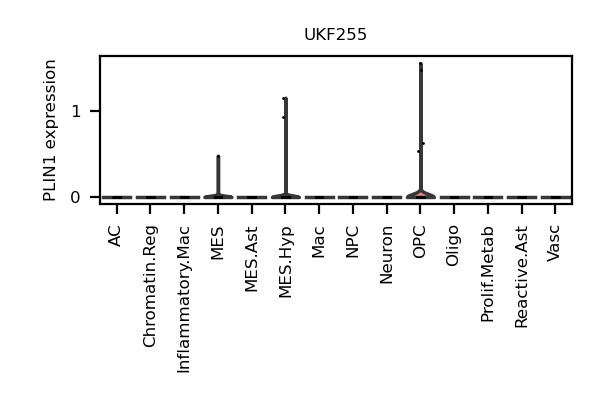 UKF255
PLIN1 expression
1
0
AC
Chromatin.Reg
Inflammatory.Mac
MES
MES.Ast
MES.Hyp
Mac
NPC
Neuron
OPC
Oligo
Prolif.Metab
Reactive.Ast
Vasc